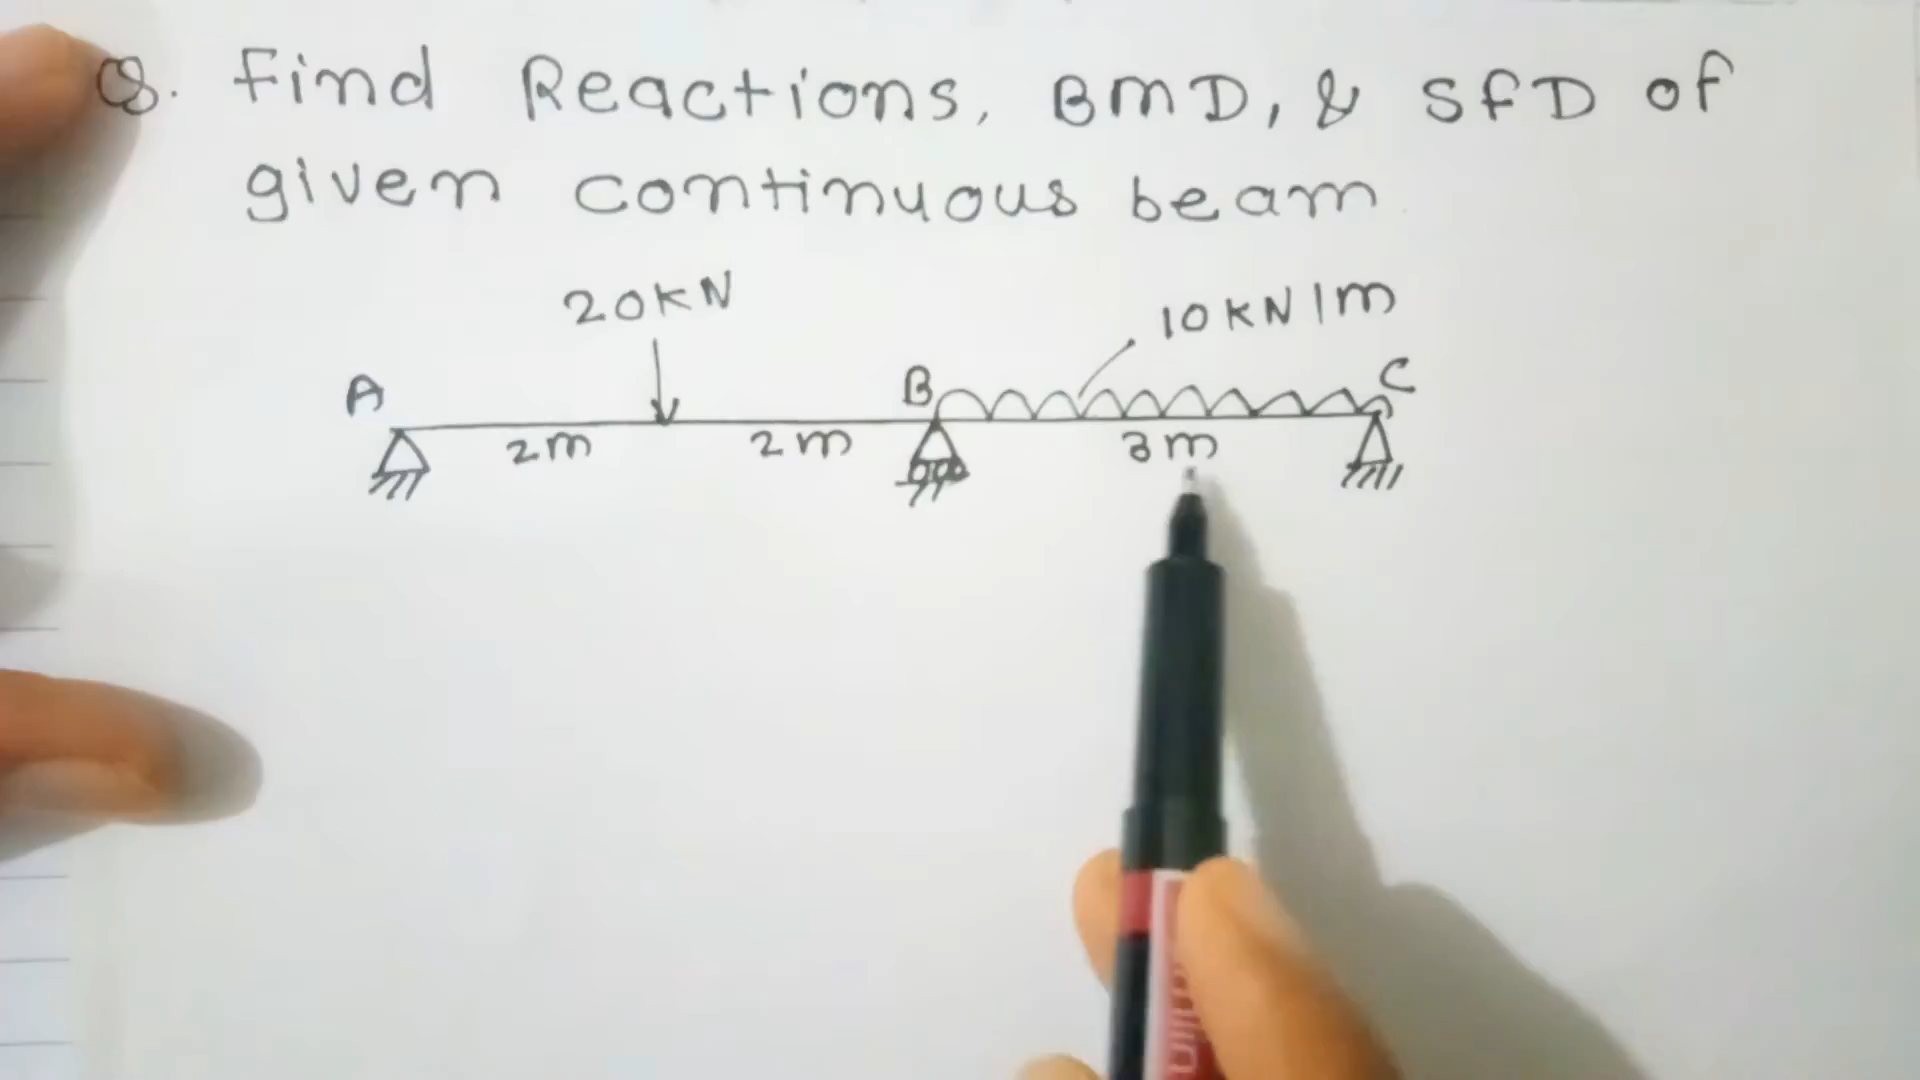 Q. Find Reactions, BMD, & SFD of
given continuous beam
20KN
10KN/m
A
B
C
2m
2m
3m